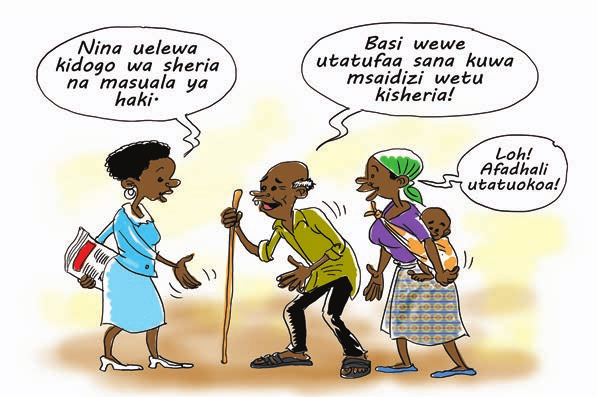 Nina uelewa
kidogo wa sheria
na masuala ya
haki.
Basi wewe
utatufaa sana kuwa
msaidizi wetu
kisheria!
Loh!
Afadhali
utatuokoa!